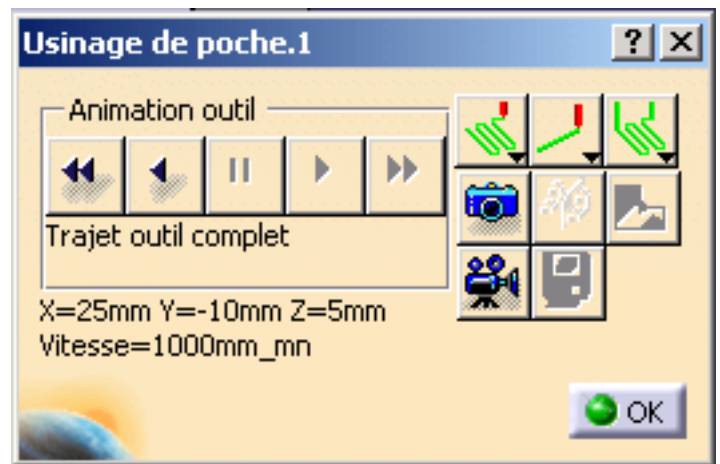 Usinage de poche.1
Animation outil
Trajet outil complet
X=25mm Y=-10mm Z=5mm
Vitesse=1000mm_mn
OK